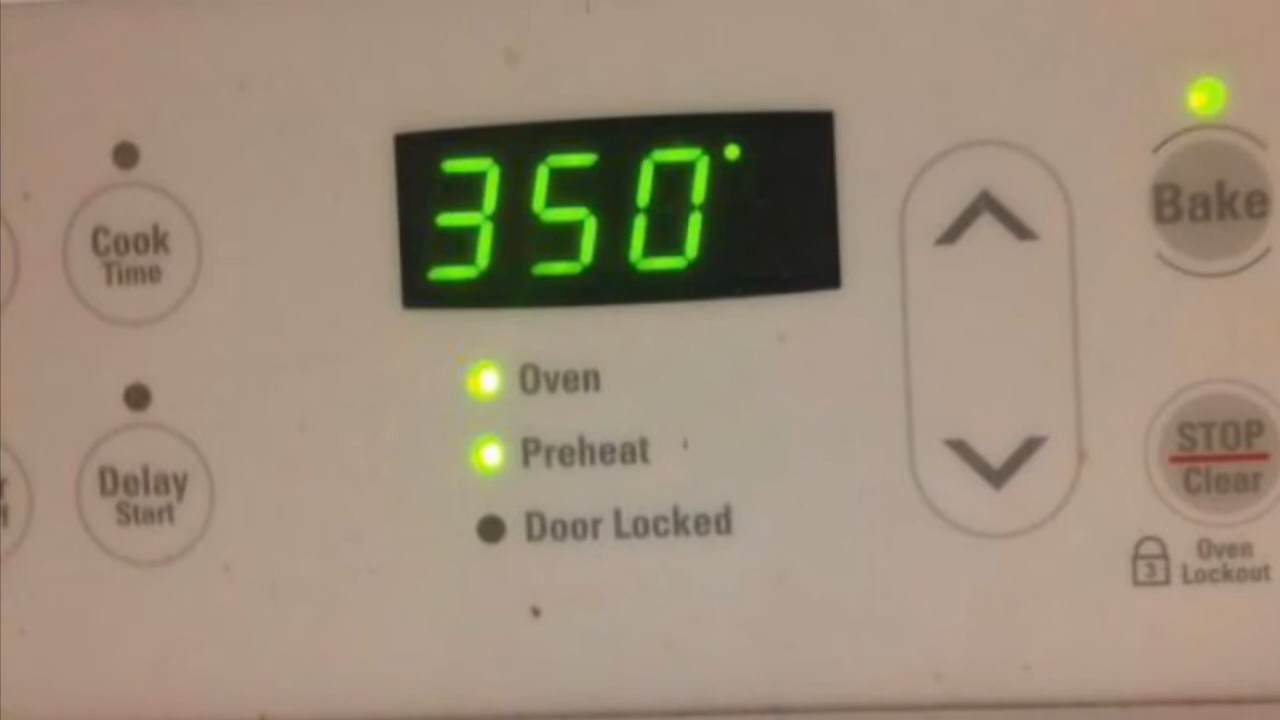 Cook
Time
Delay
Start
350°
Oven
Preheat
Door Locked
Bake
STOP
Clear
3
Oven
Lockout